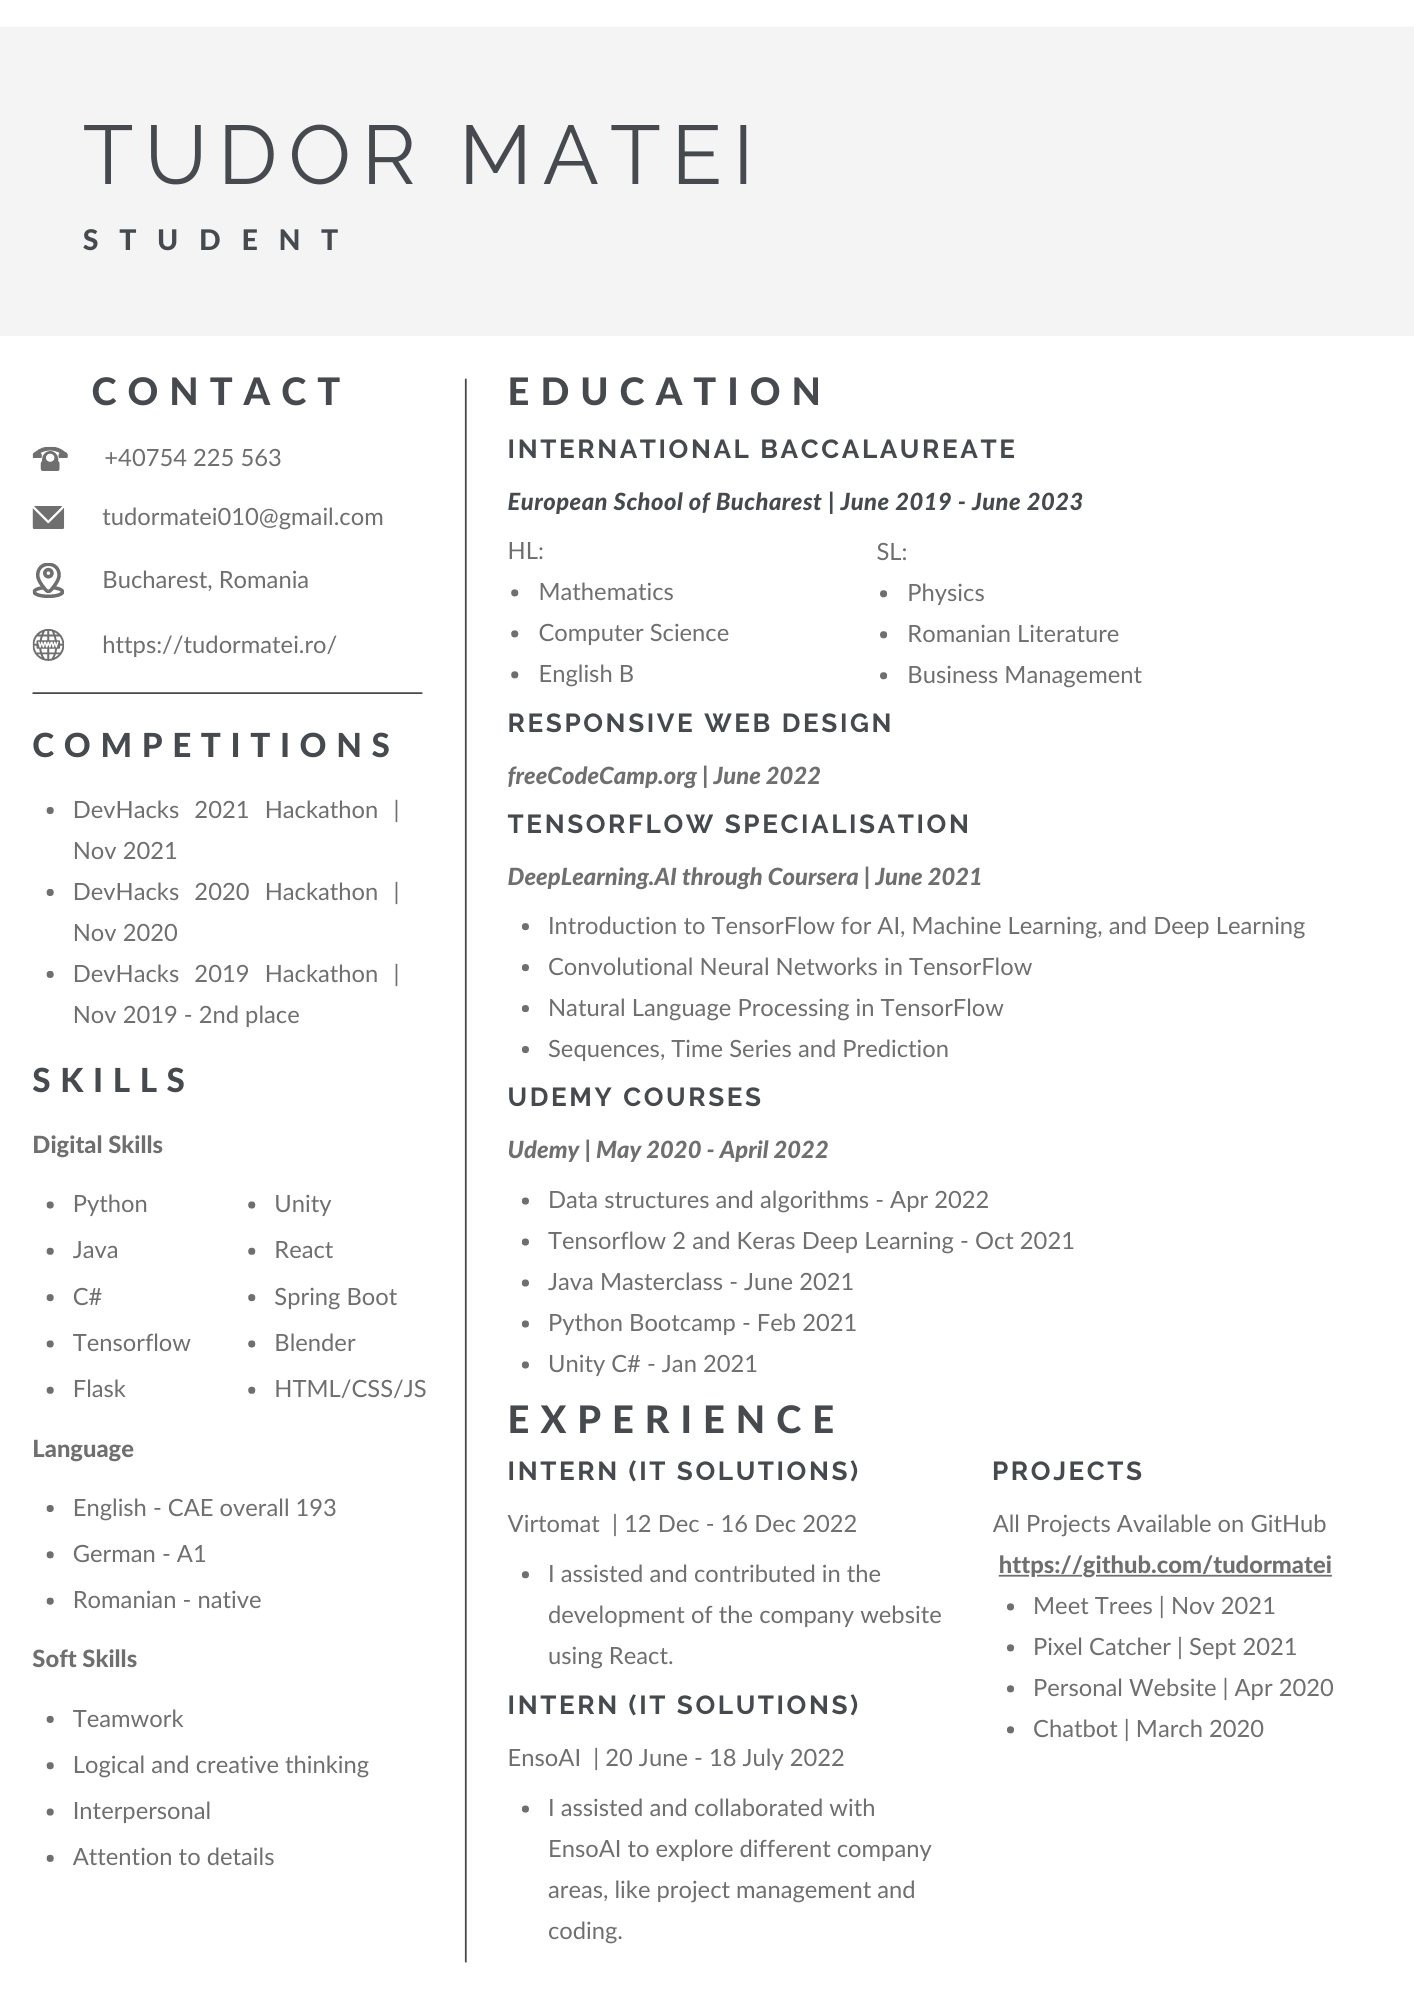 TUDOR MATEI
STUDENT
CONTACT
+40754 225 563
tudormatei010@gmail.com
Bucharest, Romania
https://tudormatei.ro/
COMPETITIONS
• DevHacks 2021 Hackathon |
Nov 2021
• DevHacks 2020 Hackathon |
Nov 2020
• DevHacks 2019 Hackathon |
Nov 2019 - 2nd place
SKILLS
Digital Skills
• Python
• Java
• C#
• Tensorflow
• Flask
• Unity
• React
• Spring Boot
• Blender
• HTML/CSS/JS
Language
• English - CAE overall 193
• German - A1
• Romanian - native
Soft Skills
• Teamwork
• Logical and creative thinking
• Interpersonal
• Attention to details
EDUCATION
INTERNATIONAL BACCALAUREATE
European School of Bucharest | June 2019 - June 2023
HL:
• Mathematics
• Computer Science
• English B
SL:
• Physics
• Romanian Literature
• Business Management
RESPONSIVE WEB DESIGN
freeCodeCamp.org | June 2022
TENSORFLOW SPECIALISATION
DeepLearning.AI through Coursera | June 2021
• Introduction to TensorFlow for AI, Machine Learning, and Deep Learning
• Convolutional Neural Networks in TensorFlow
• Natural Language Processing in TensorFlow
• Sequences, Time Series and Prediction
UDEMY COURSES
Udemy | May 2020 - April 2022
• Data structures and algorithms - Apr 2022
• Tensorflow 2 and Keras Deep Learning - Oct 2021
• Java Masterclass - June 2021
• Python Bootcamp - Feb 2021
• Unity C# - Jan 2021
EXPERIENCE
INTERN (IT SOLUTIONS)
Virtomat | 12 Dec - 16 Dec 2022
• I assisted and contributed in the
development of the company website
using React.
INTERN (IT SOLUTIONS)
EnsoAI | 20 June - 18 July 2022
• I assisted and collaborated with
EnsoAI to explore different company
areas, like project management and
coding.
PROJECTS
All Projects Available on GitHub
https://github.com/tudormatei
• Meet Trees | Nov 2021
• Pixel Catcher | Sept 2021
• Personal Website | Apr 2020
• Chatbot | March 2020